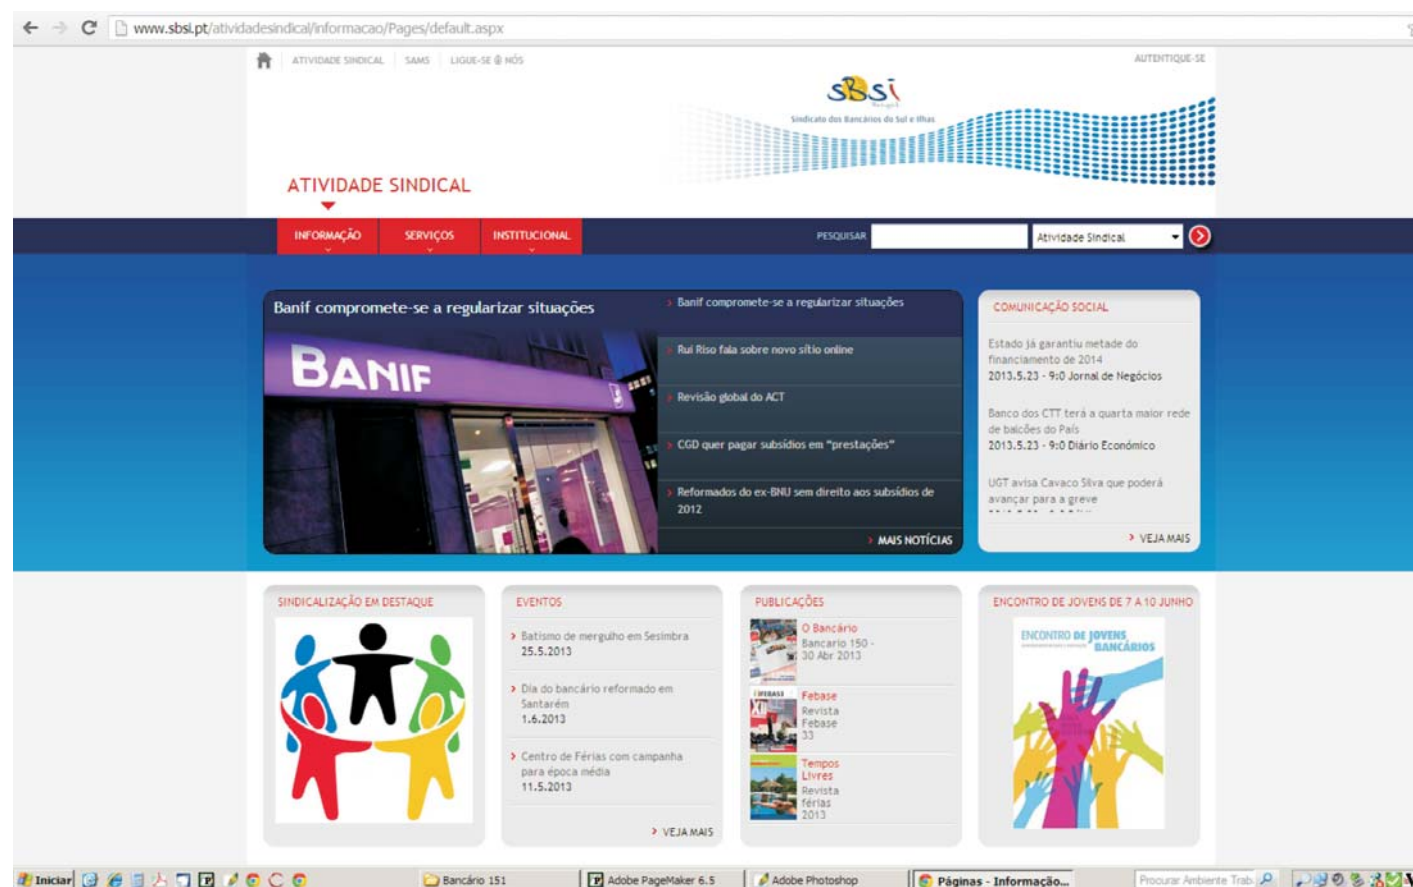 www.sbsi.pt/atividadesindical/informacao/Pages/default.aspx
ATIVIDADE SINDICAL
SAMS
LIGUE-SE @ NÓS
AUTENTIQUE-SE
sBsi
Portugal
Sindicato dos Bancários do Sul e Ilhas
ATIVIDADE SINDICAL
INFORMAÇÃO
SERVIÇOS
INSTITUCIONAL
PESQUISAR
Atividade Sindical
Banif compromete-se a regularizar situações
BANIF
Banif compromete-se a regularizar situações
Rui Riso fala sobre novo sítio online
Revisão global do ACT
CGD quer pagar subsídios em "prestações"
Reformados do ex-BNU sem direito aos subsídios de
2012
MAIS NOTÍCIAS
COMUNICAÇÃO SOCIAL
Estado já garantiu metade do
financiamento de 2014
2013.5.23 - 9:0 Jornal de Negócios
Banco dos CTT terá a quarta maior rede
de balcões do País
2013.5.23 - 9:0 Diário Económico
UGT avisa Cavaco Silva que poderá
avançar para a greve
VEJA MAIS
SINDICALIZAÇÃO EM DESTAQUE
EVENTOS
Batismo de mergulho em Sesimbra
25.5.2013
Dia do bancário reformado em
Santarém
1.6.2013
Centro de Férias com campanha
para época média
11.5.2013
VEJA MAIS
PUBLICAÇÕES
O Bancário
Bancario 150 -
30 Abr 2013
FEBASE
Febase
Revista
Febase
33
Tempos
Livres
Revista
férias
2013
ENCONTRO DE JOVENS DE 7 A 10 JUNHO
ENCONTRO DE JOVENS
BANCÁRIOS
Iniciar
Bancário 151
Adobe PageMaker 6.5
Adobe Photoshop
Páginas - Informação...
Procurar Ambiente Trab